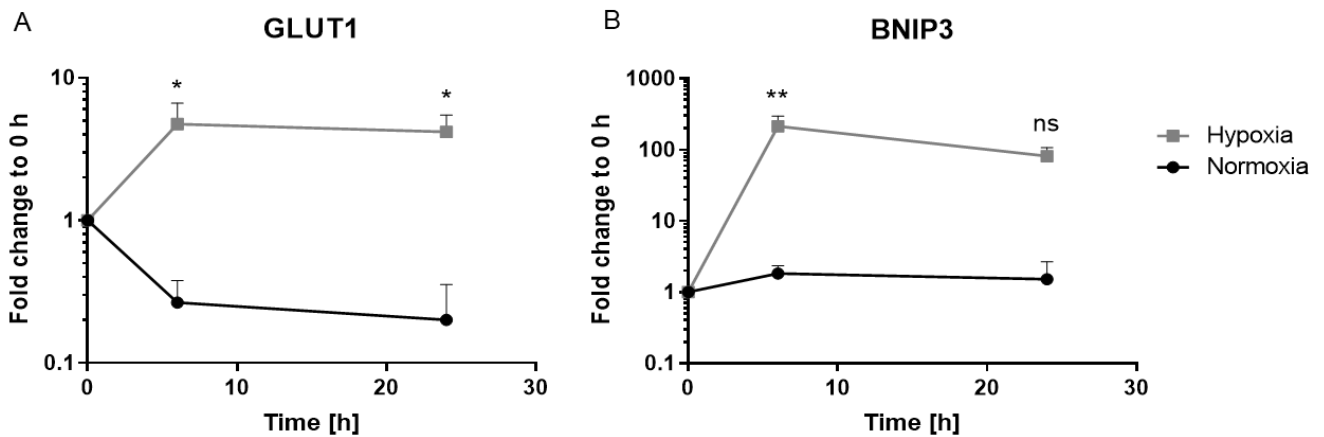 A
GLUT1
Fold change to 0 h
10
1
0.1
*
*
0
10
20
30
Time [h]
B
BNIP3
Fold change to 0 h
1000
100
10
1
0.1
**
ns
0
10
20
30
Time [h]
Hypoxia
Normoxia